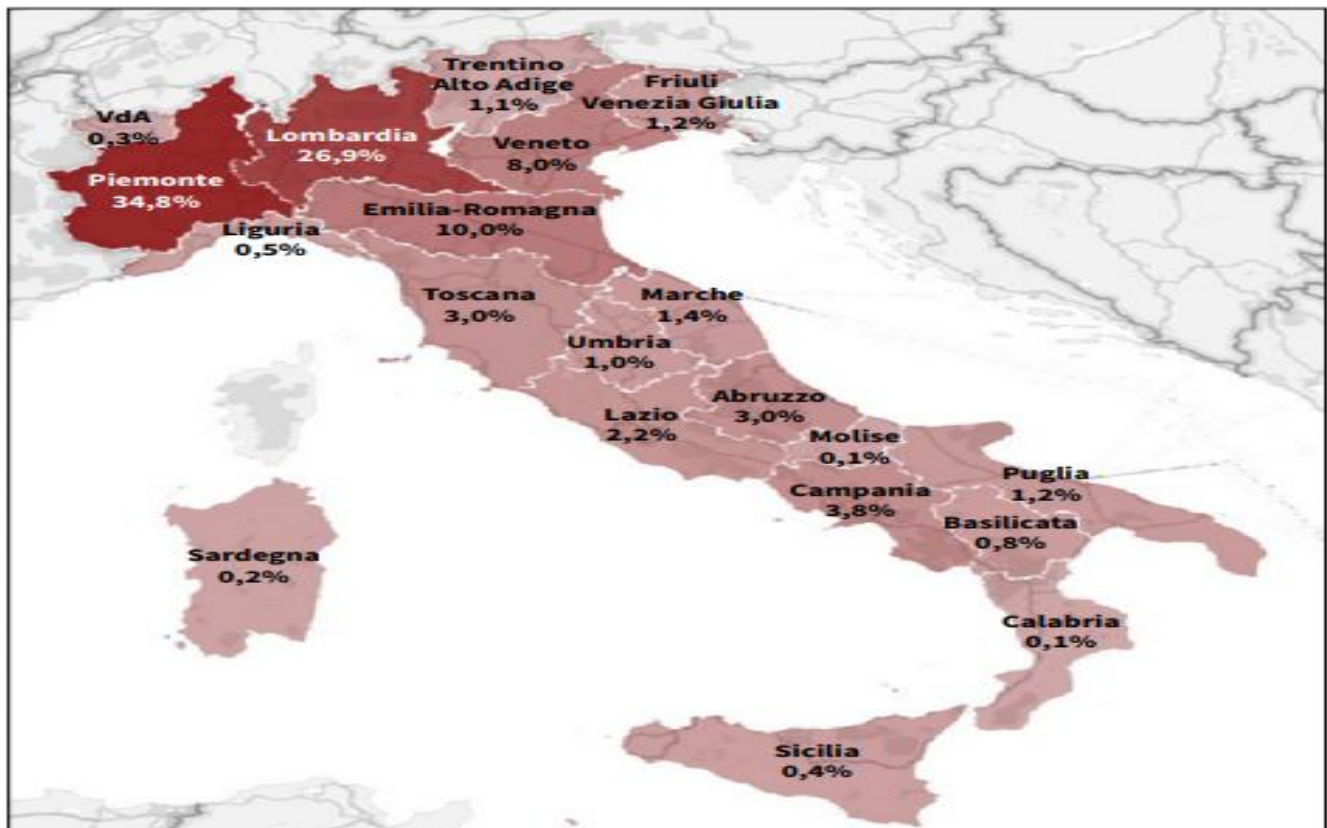 Trentino
Alto Adige
1,1%
Friuli
Venezia Giulia
1,2%
VdA
0,3%
Lombardia
26,9%
Veneto
8,0%
Piemonte
34,8%
Emilia-Romagna
10,0%
Liguria
0,5%
Toscana
3,0%
Marche
1,4%
Umbria
1,0%
Abruzzo
3,0%
Lazio
2,2%
Molise
0,1%
Puglia
1,2%
Campania
3,8%
Basilicata
0,8%
Sardegna
0,2%
Calabria
0,1%
Sicilia
0,4%